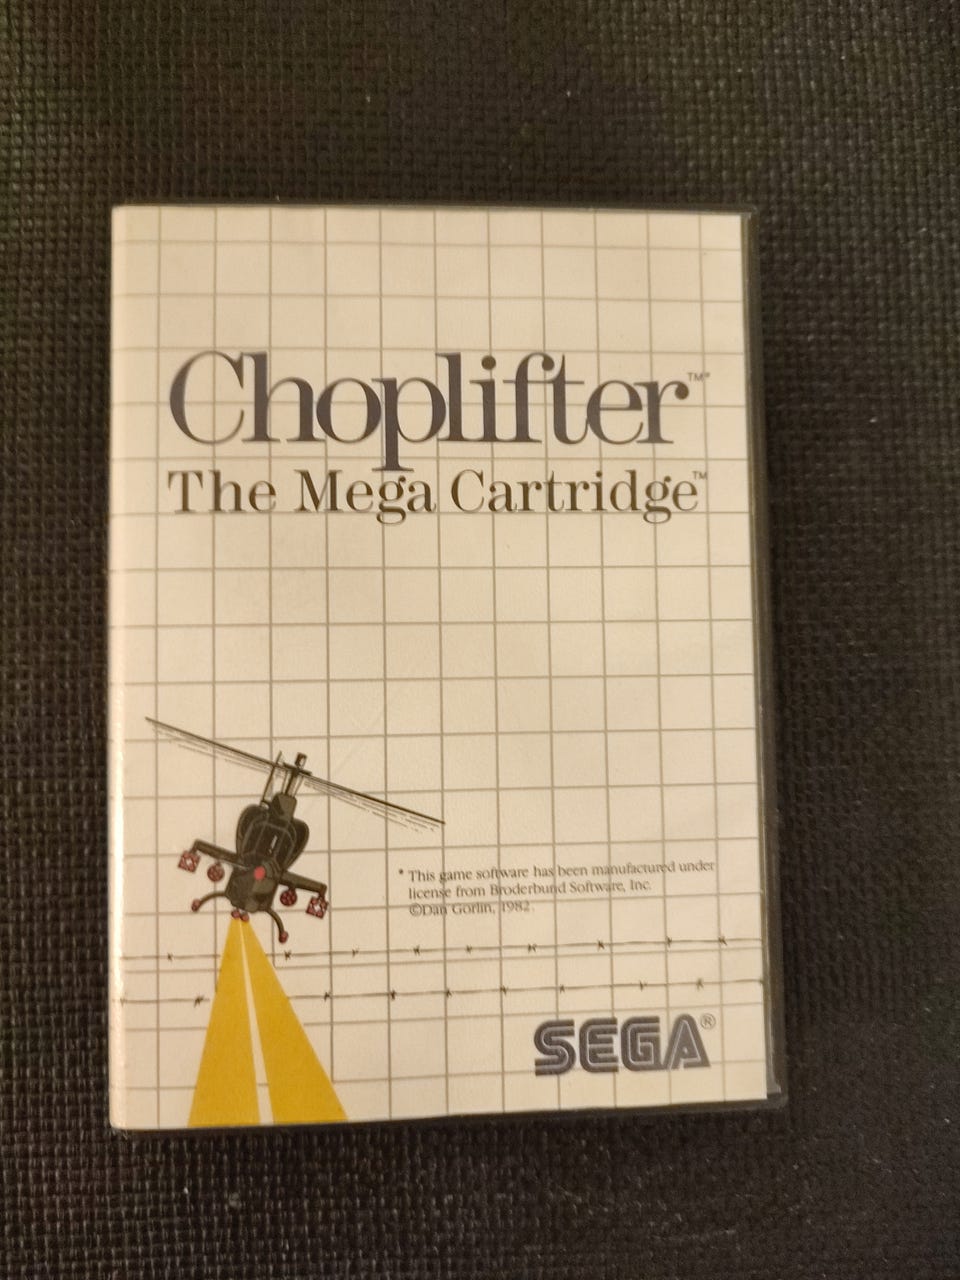 Choplifter™*
The Mega Cartridge™
* This game software has been manufactured under
license from Broderbund Software, Inc.
©Dan Gorlin, 1982.
SEGA®